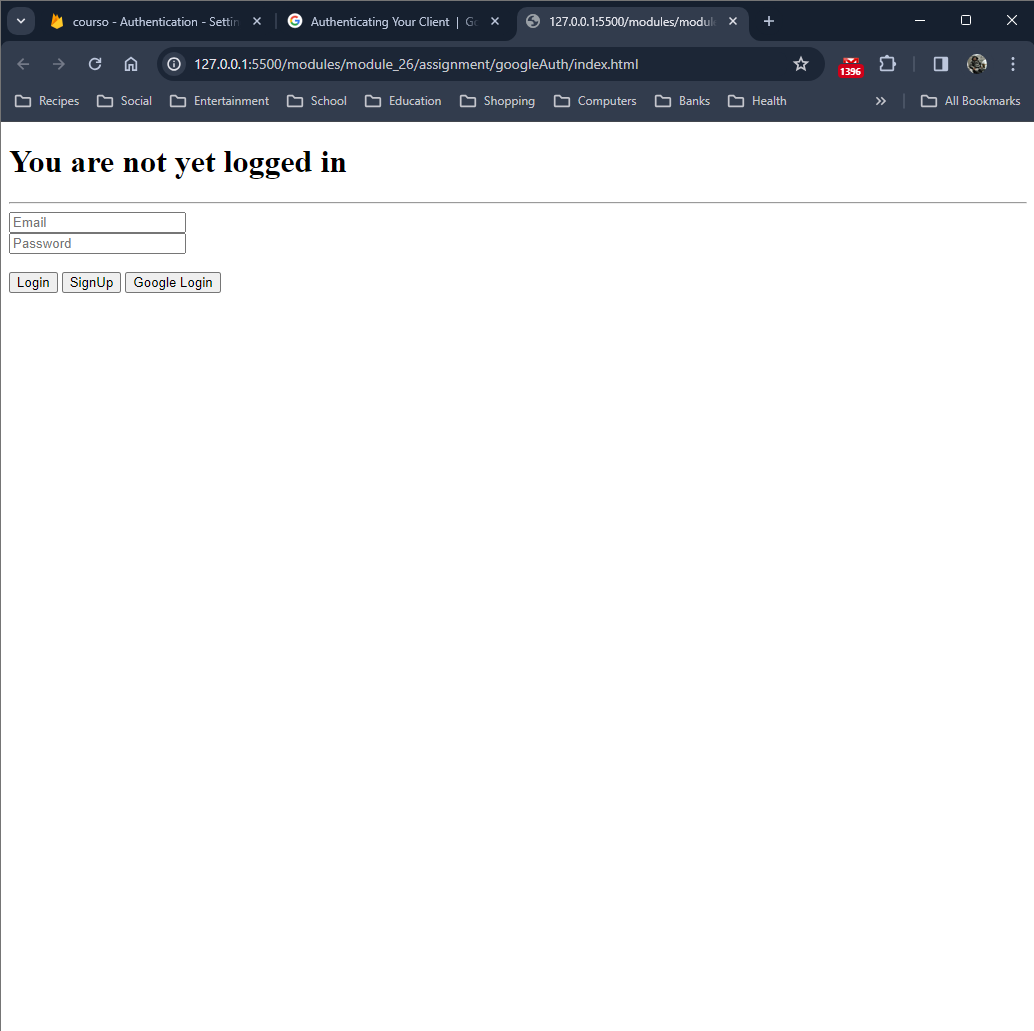 courso - Authentication - Settin
Authenticating Your Client | Go
127.0.0.1:5500/modules/modul
127.0.0.1:5500/modules/module_26/assignment/googleAuth/index.html
1396
Recipes Social Entertainment School Education Shopping Computers Banks Health » All Bookmarks
You are not yet logged in
Email
Password
Login SignUp Google Login